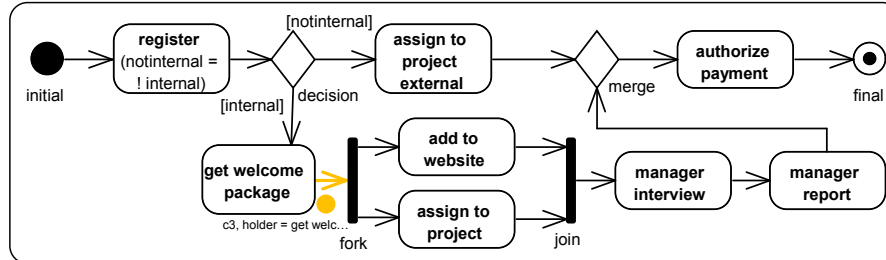 [notinternal]
register
(notinternal =
! internal)
assign to
project
external
authorize
payment
initial
[internal]
decision
merge
final
get welcome
package
add to
website
manager
interview
manager
report
assign to
project
c3, holder = get welc...
fork
join